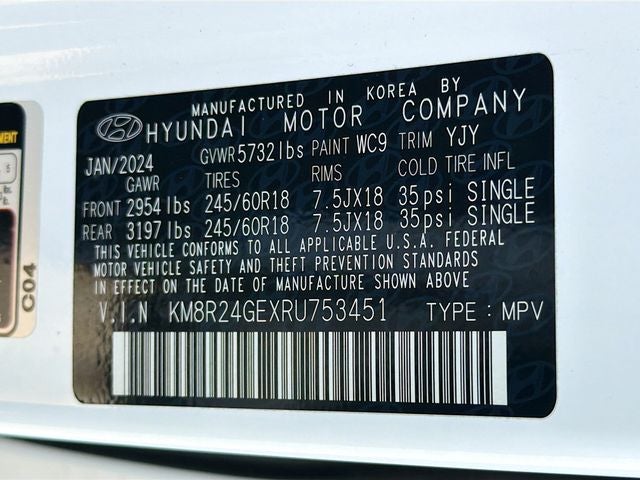 MANUFACTURED IN KOREA BY
HYUNDAI MOTOR COMPANY
JAN/2024 GVWR 5732 lbs PAINT WC9 TRIM YJY
GAWR TIRES RIMS COLD TIRE INFL
FRONT 2954 lbs 245/60R18 7.5JX18 35psi SINGLE
REAR 3197 lbs 245/60R18 7.5JX18 35psi SINGLE
THIS VEHICLE CONFORMS TO ALL APPLICABLE U.S.A. FEDERAL
MOTOR VEHICLE SAFETY AND THEFT PREVENTION STANDARDS
IN EFFECT ON THE DATE OF MANUFACTURE SHOWN ABOVE.
V.I.N KM8R24GEXRU753451 TYPE : MPV
C04